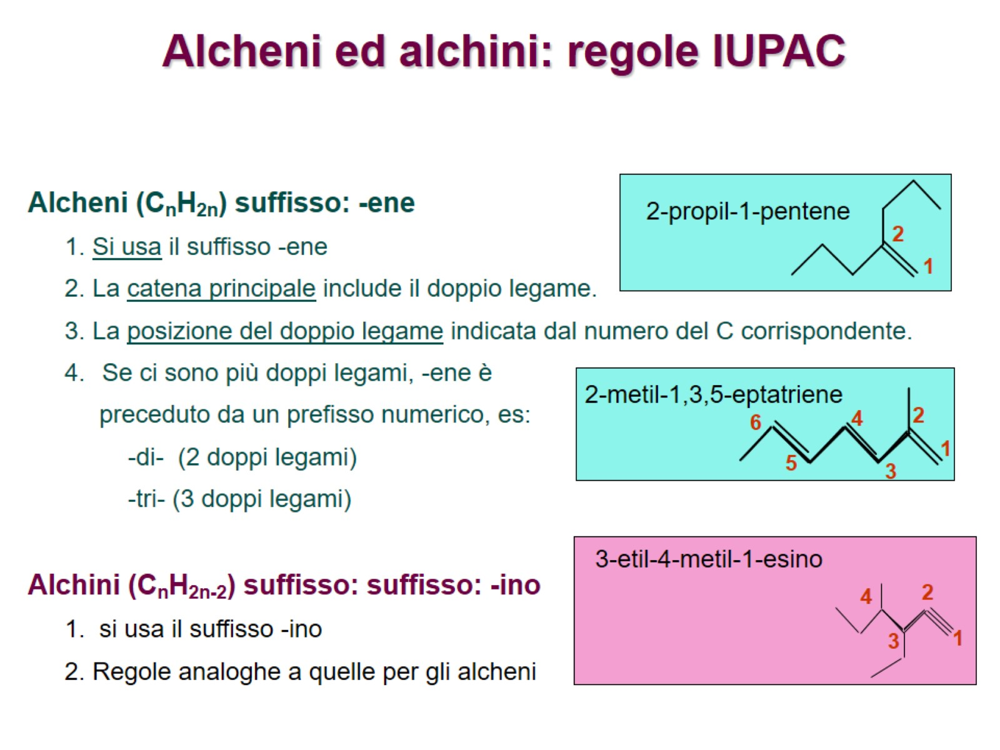 Alcheni ed alchini: regole IUPAC
Alcheni (CnH2n) suffisso: -ene
1. Si usa il suffisso -ene
2. La catena principale include il doppio legame.
3. La posizione del doppio legame indicata dal numero del C corrispondente.
4. Se ci sono più doppi legami, -ene è
preceduto da un prefisso numerico, es:
-di- (2 doppi legami)
-tri- (3 doppi legami)
2-propil-1-pentene
2
1
2-metil-1,3,5-eptatriene
6
4
2
1
5
3
Alchini (CnH2n-2) suffisso: suffisso: -ino
1. si usa il suffisso -ino
2. Regole analoghe a quelle per gli alcheni
3-etil-4-metil-1-esino
4
2
3
1